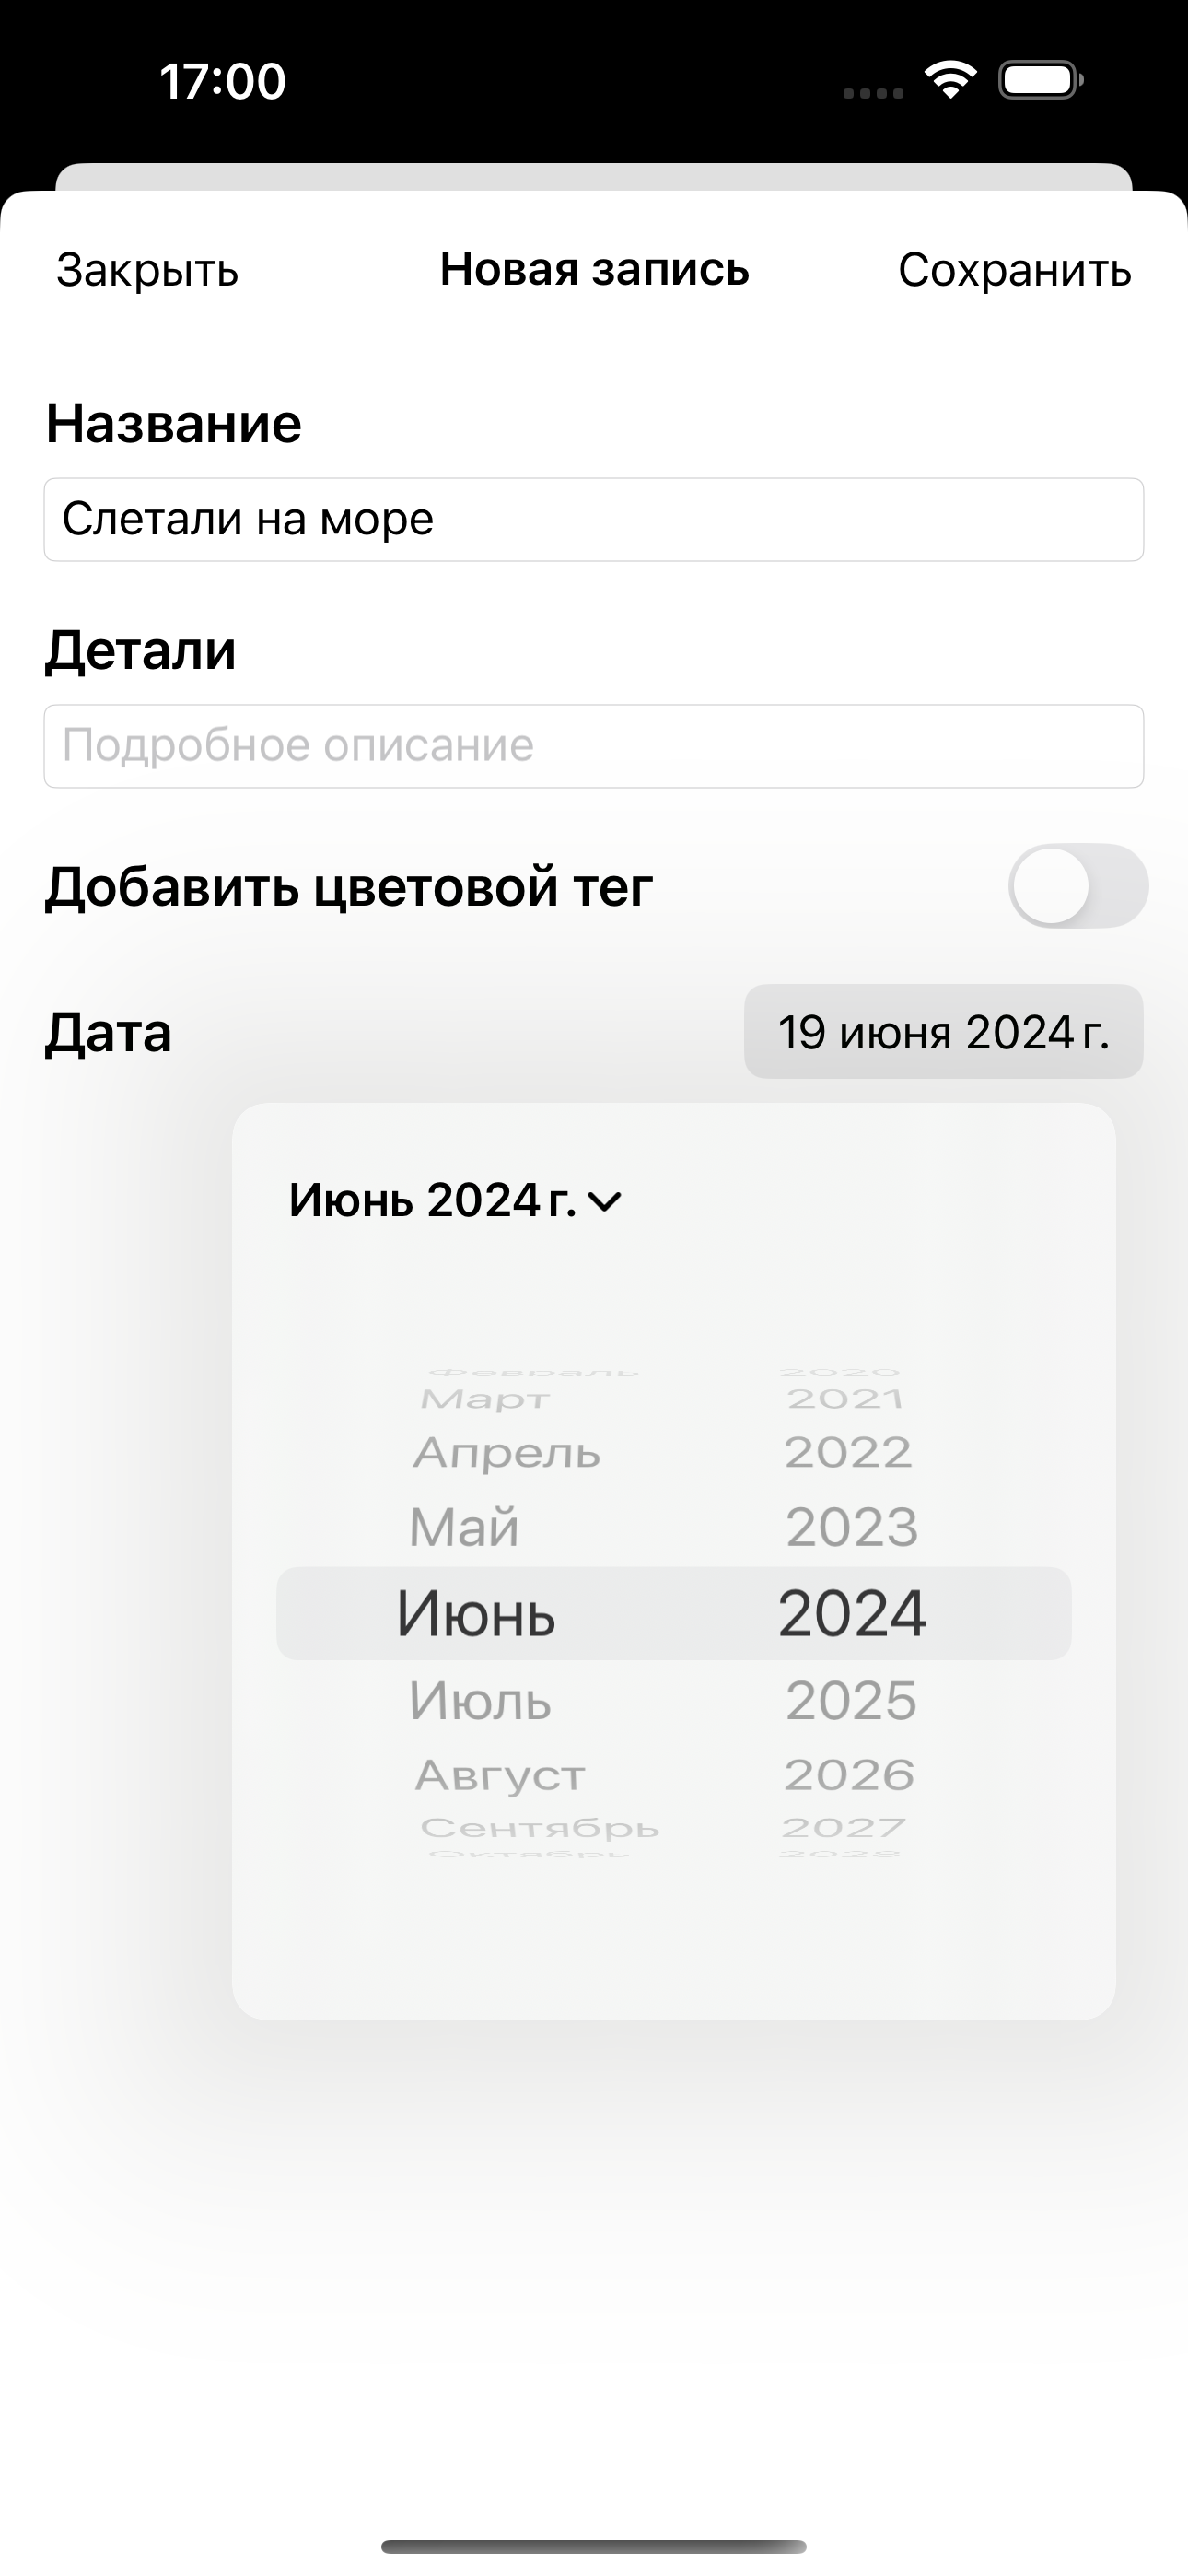 17:00
Закрыть Новая запись Сохранить
Название
Слетали на море
Детали
Подробное описание
Добавить цветовой тег
Дата 19 июня 2024 г.
Июнь 2024 г.
Февраль 2020
Март 2021
Апрель 2022
Май 2023
Июнь 2024
Июль 2025
Август 2026
Сентябрь 2027
Октябрь 2028